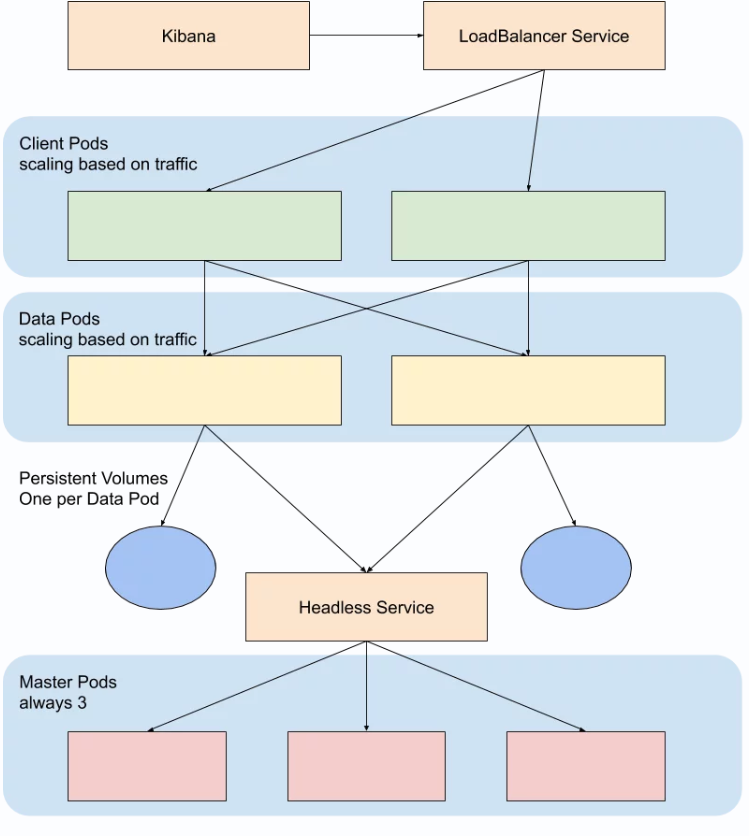 Kibana
LoadBalancer Service
Client Pods
scaling based on traffic
Data Pods
scaling based on traffic
Persistent Volumes
One per Data Pod
Headless Service
Master Pods
always 3